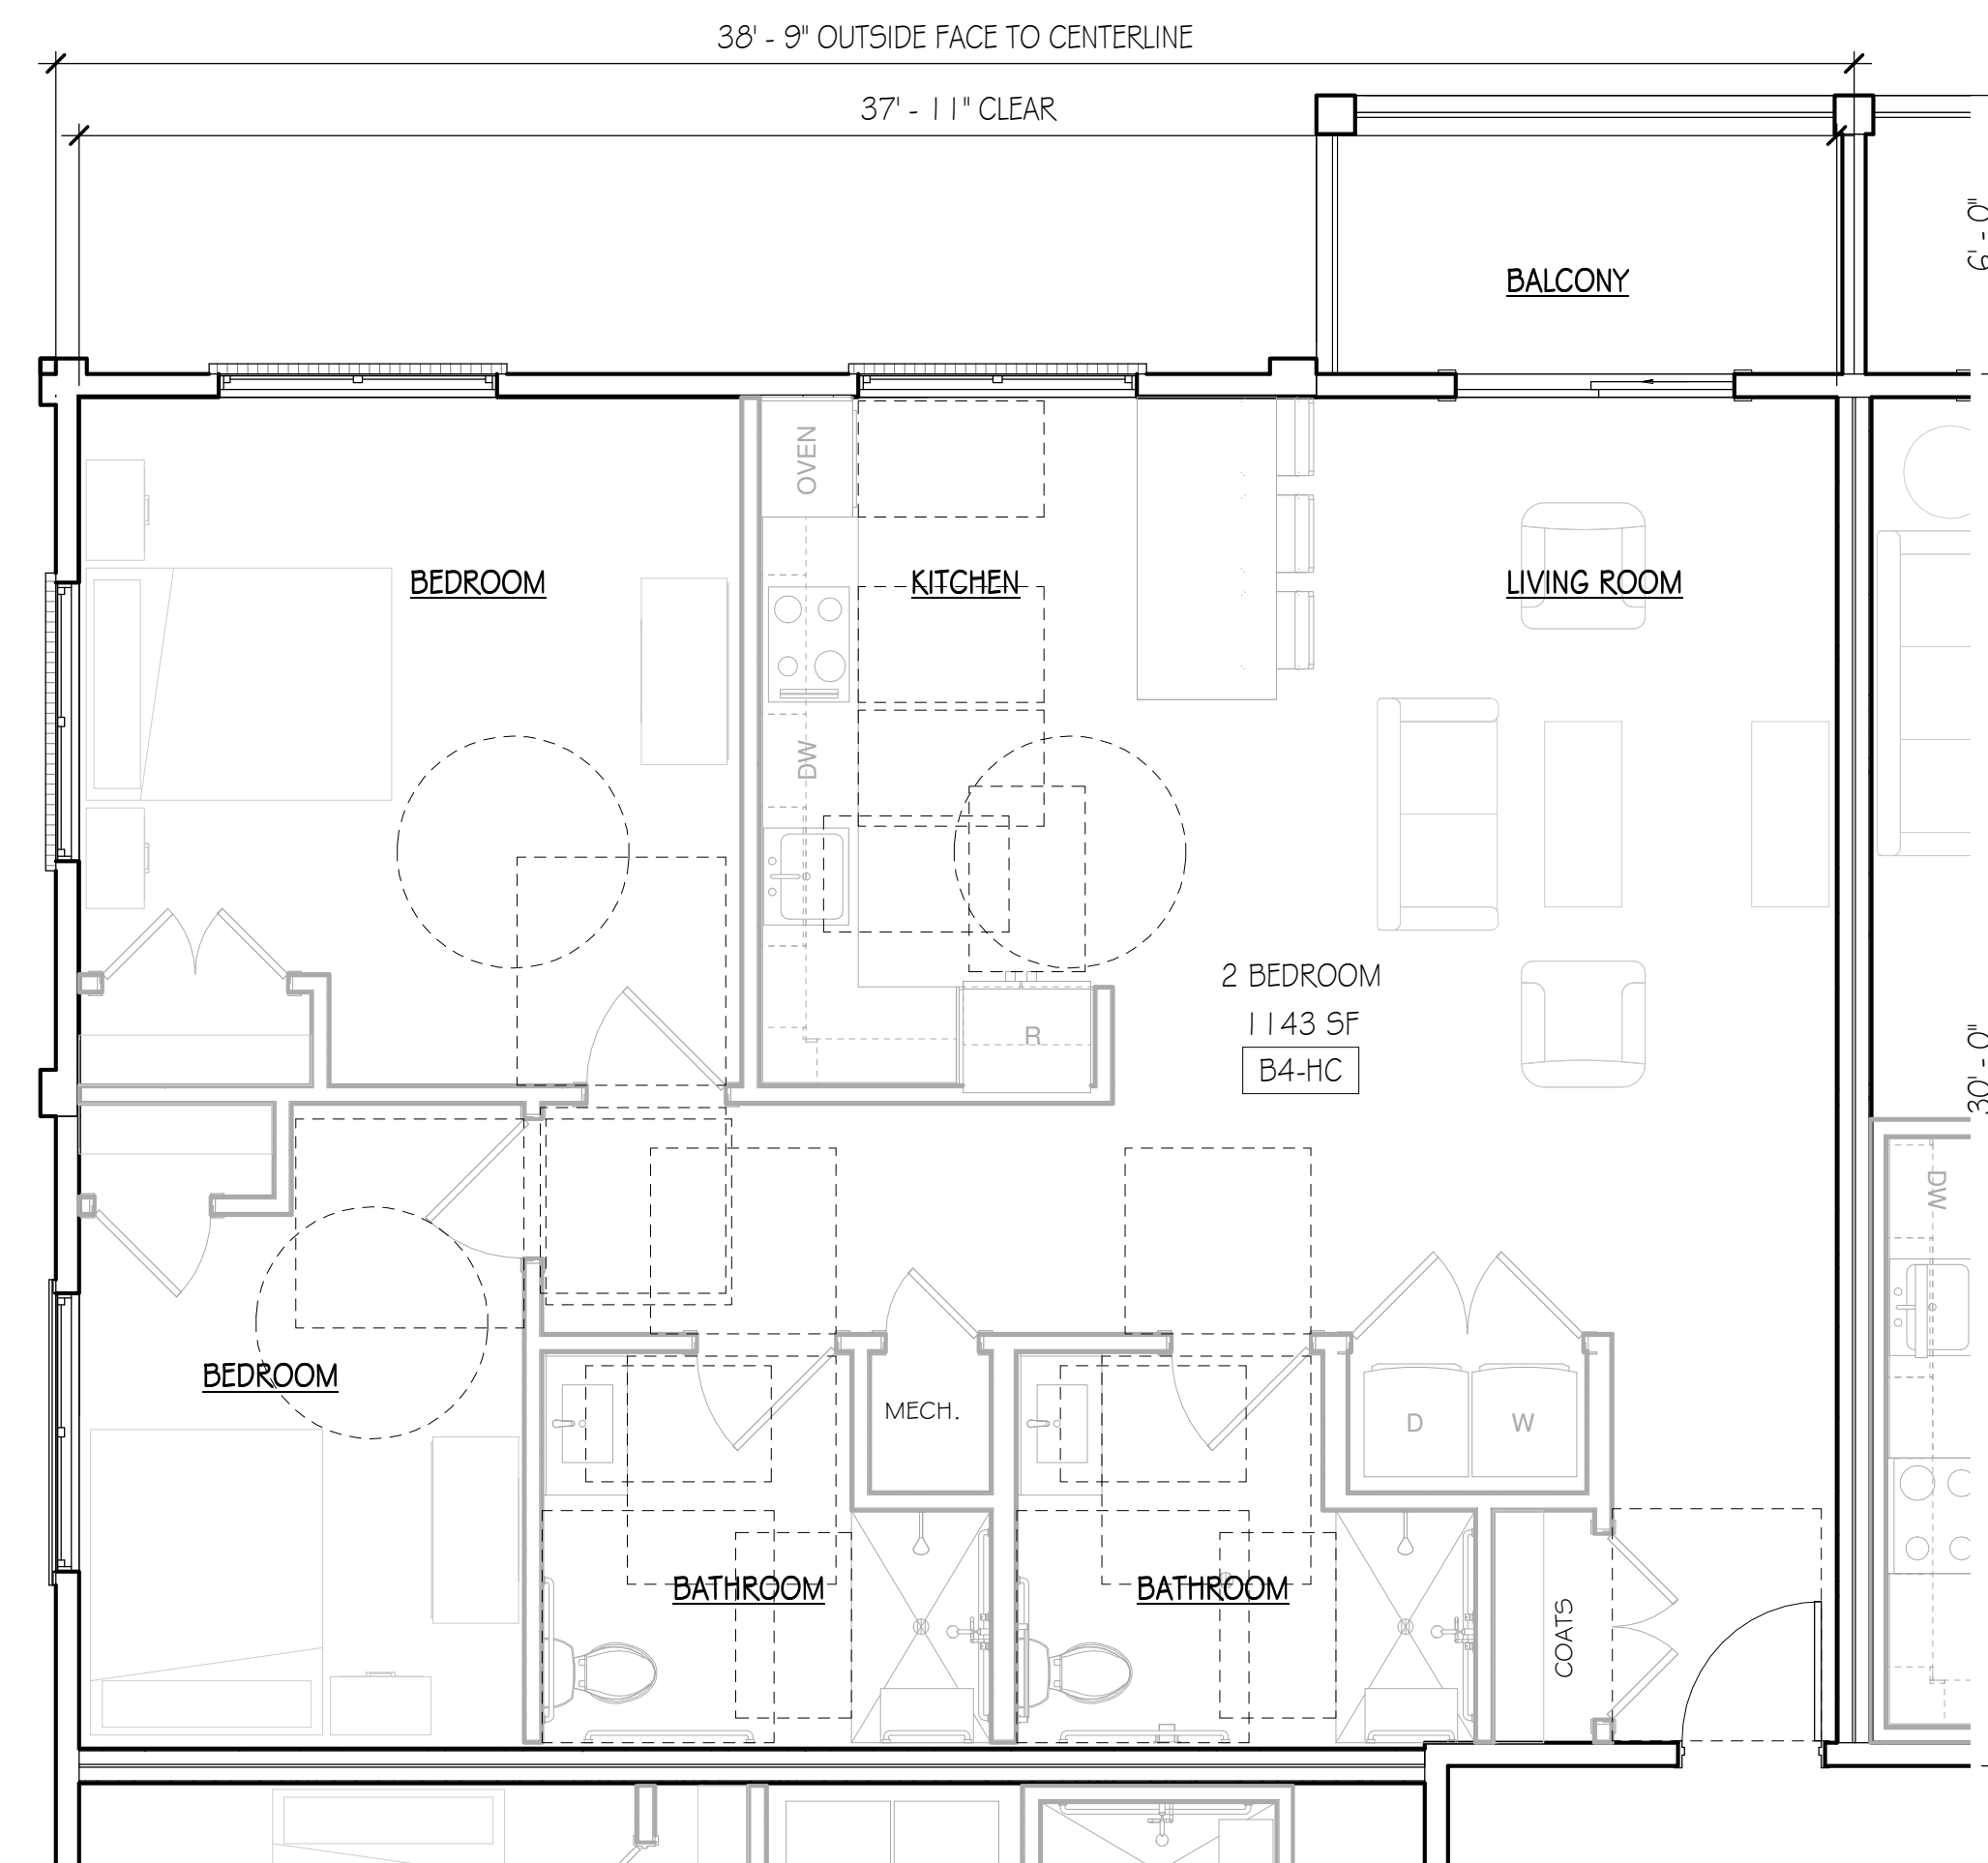 38' - 9" OUTSIDE FACE TO CENTERLINE
37' - 11" CLEAR
6' - 0"
BALCONY
OVEN
BEDROOM
KITCHEN
LIVING ROOM
DW
2 BEDROOM
1143 SF
B4-HC
R
30' - 0"
DW
BEDROOM
MECH.
D
W
BATHROOM
BATHROOM
COATS